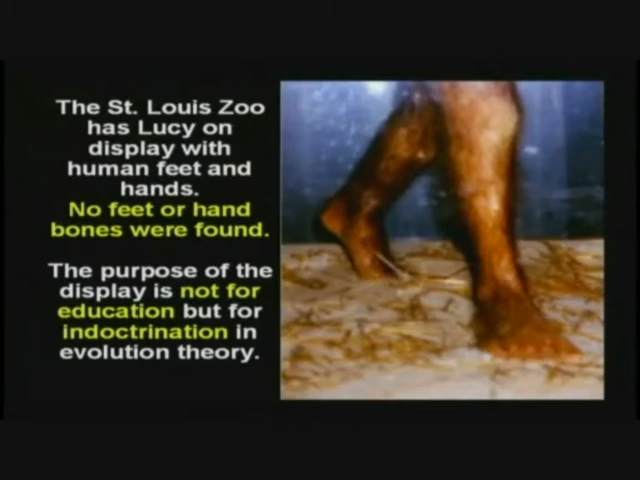 The St. Louis Zoo
has Lucy on
display with
human feet and
hands.
No feet or hand
bones were found.
The purpose of the
display is not for
education but for
indoctrination in
evolution theory.